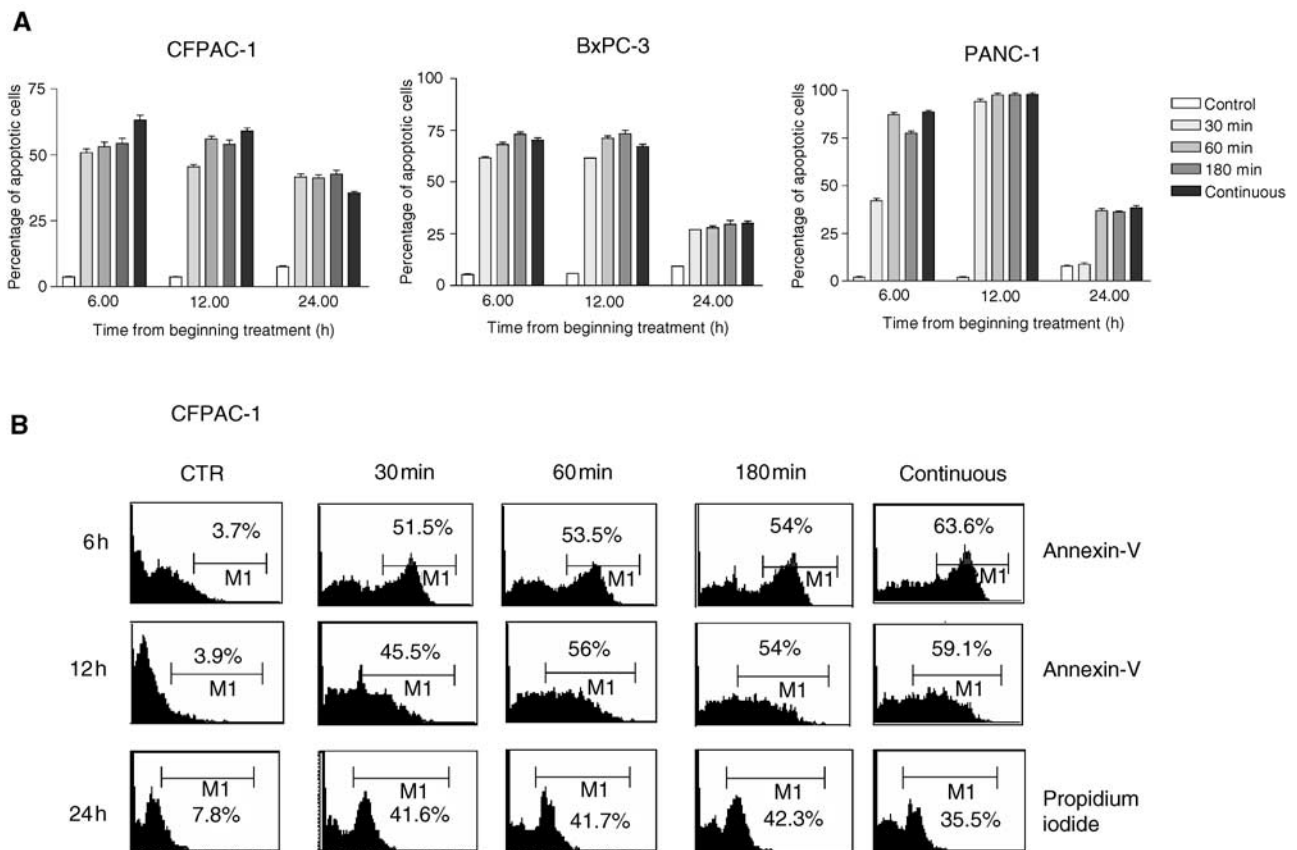 A
CFPAC-1
BxPC-3
PANC-1
Percentage of apoptotic cells
75
50
25
0
6.00 12.00 24.00
Time from beginning treatment (h)
Percentage of apoptotic cells
100
75
50
25
0
6.00 12.00 24.00
Time from beginning treatment (h)
Percentage of apoptotic cells
100
75
50
25
0
6.00 12.00 24.00
Time from beginning treatment (h)
Control
30 min
60 min
180 min
Continuous
B
CFPAC-1
CTR 30 min 60 min 180 min Continuous
6 h
3.7% 51.5% 53.5% 54% 63.6%
M1 M1 M1 M1 M1
Annexin-V
12h
3.9% 45.5% 56% 54% 59.1%
M1 M1 M1 M1 M1
Annexin-V
24h
M1 M1 M1 M1 M1
7.8% 41.6% 41.7% 42.3% 35.5%
Propidium
iodide